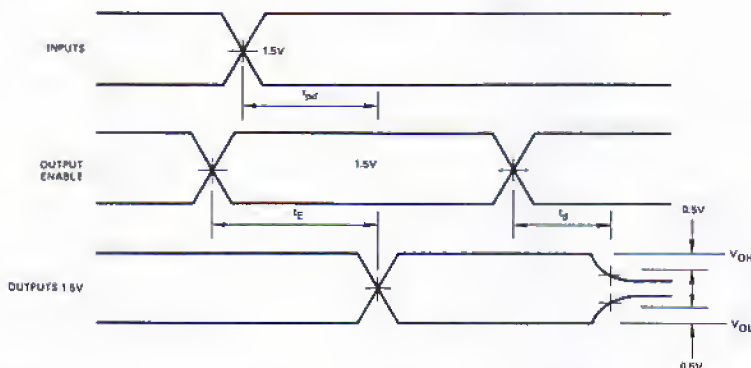 INPUTS
1.5V
tpd
OUTPUT
ENABLE
1.5V
tE
td
0.5V
VOH
OUTPUTS 1.5V
VOL
0.5V